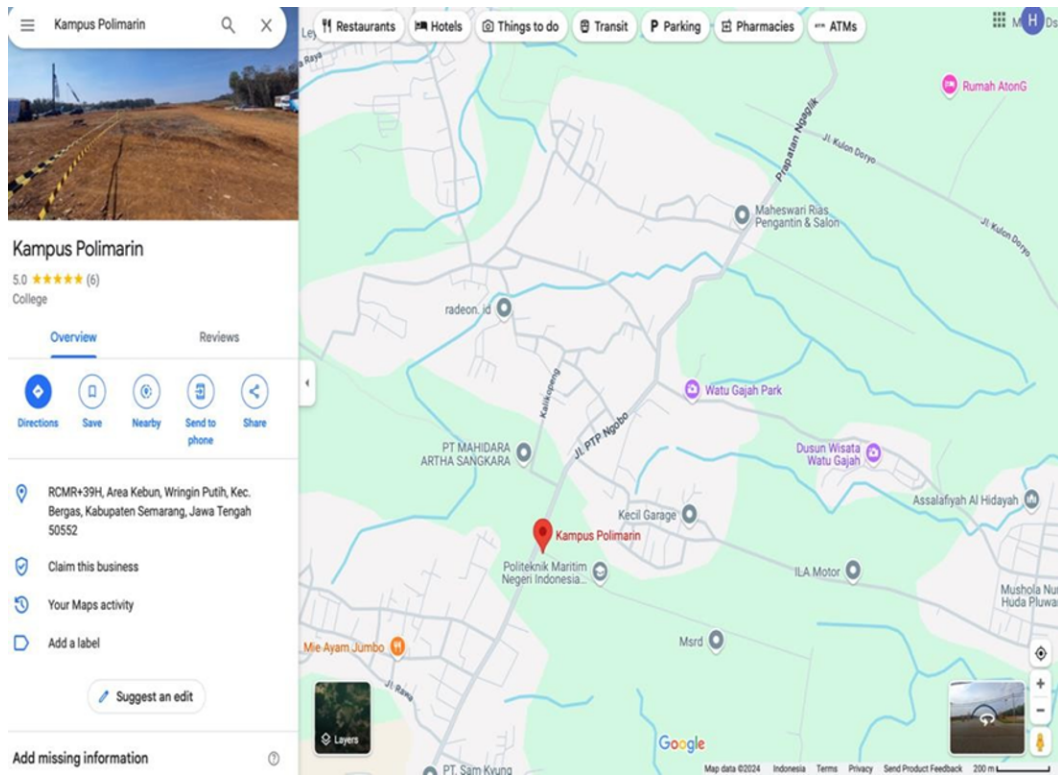 Kampus Polimarin
Restaurants
Hotels
Things to do
Transit
Parking
Pharmacies
ATMs
H
Kampus Polimarin
5.0 (6)
College
Overview
Reviews
Directions
Save
Nearby
Send to
phone
Share
RCMR+39H, Area Kebun, Wringin Putih, Kec.
Bergas, Kabupaten Semarang, Jawa Tengah
50552
Claim this business
Your Maps activity
Add a label
Suggest an edit
Add missing information
Rumah AtonG
Prapatan Ngaglik
Jl. Kulon Doryo
Jl. Kulon Doryo
Maheswari Rias
Pengantin & Salon
radeon. id
Kalikopeng
Watu Gajah Park
Jl. PTP Ngobo
PT MAHIDARA
ARTHA SANGKARA
Dusun Wisata
Watu Gajah
Assalafiyah Al Hidayah
Kecil Garage
Kampus Polimarin
Politeknik Maritim
Negeri Indonesia...
ILA Motor
Mushola Nu
Huda Pluwa
Msrd
Mie Ayam Jumbo
Jl. Rawa
Layers
Google
PT. Sam Kyung
Map data ©2024
Indonesia
Terms
Privacy
Send Product Feedback
200 m